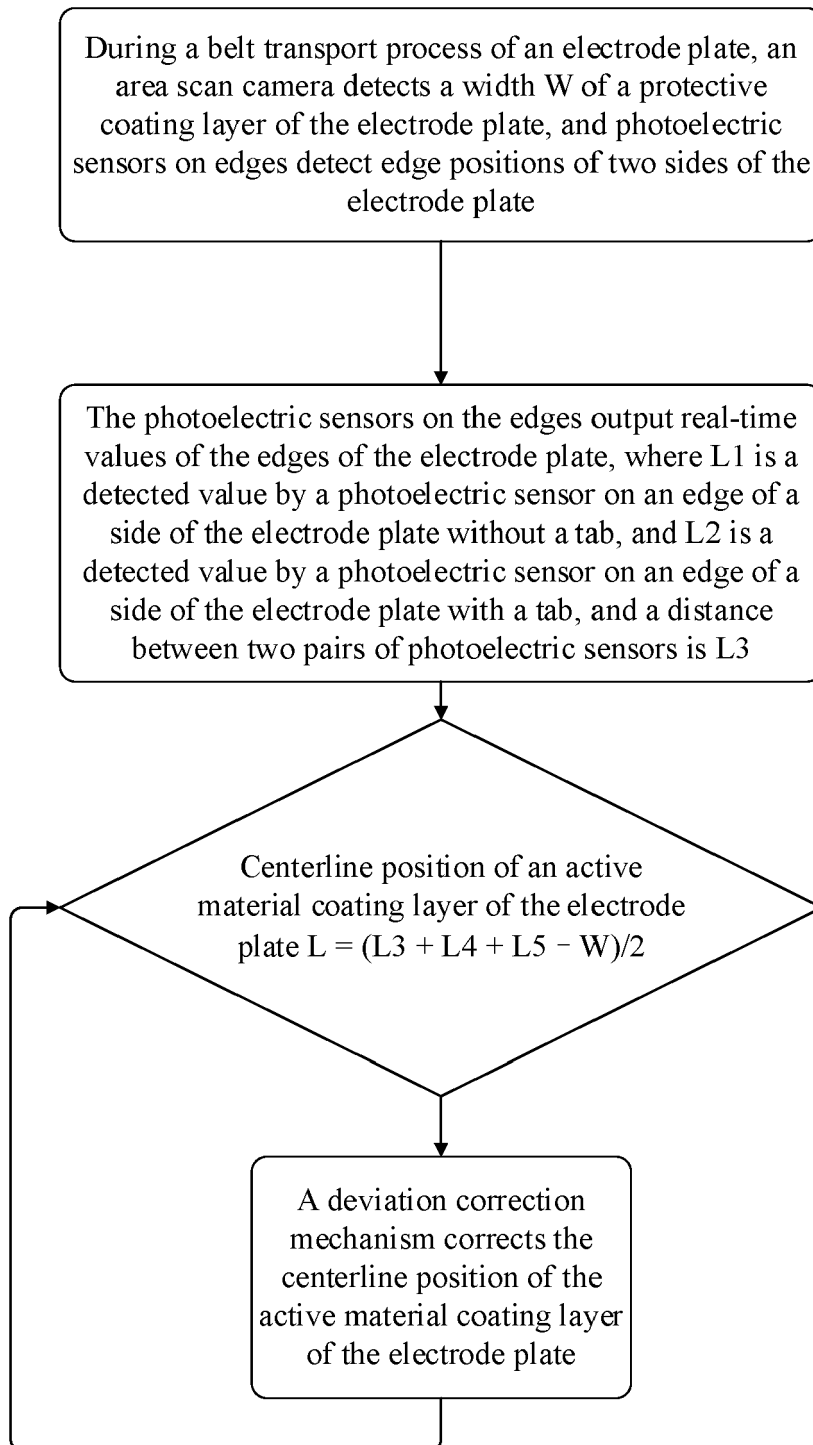 During a belt transport process of an electrode plate, an
area scan camera detects a width W of a protective
coating layer of the electrode plate, and photoelectric
sensors on edges detect edge positions of two sides of the
electrode plate
The photoelectric sensors on the edges output real-time
values of the edges of the electrode plate, where L1 is a
detected value by a photoelectric sensor on an edge of a
side of the electrode plate without a tab, and L2 is a
detected value by a photoelectric sensor on an edge of a
side of the electrode plate with a tab, and a distance
between two pairs of photoelectric sensors is L3
Centerline position of an active
material coating layer of the electrode
plate L = (L3 + L4 + L5 − W)/2
A deviation correction
mechanism corrects the
centerline position of the
active material coating layer
of the electrode plate